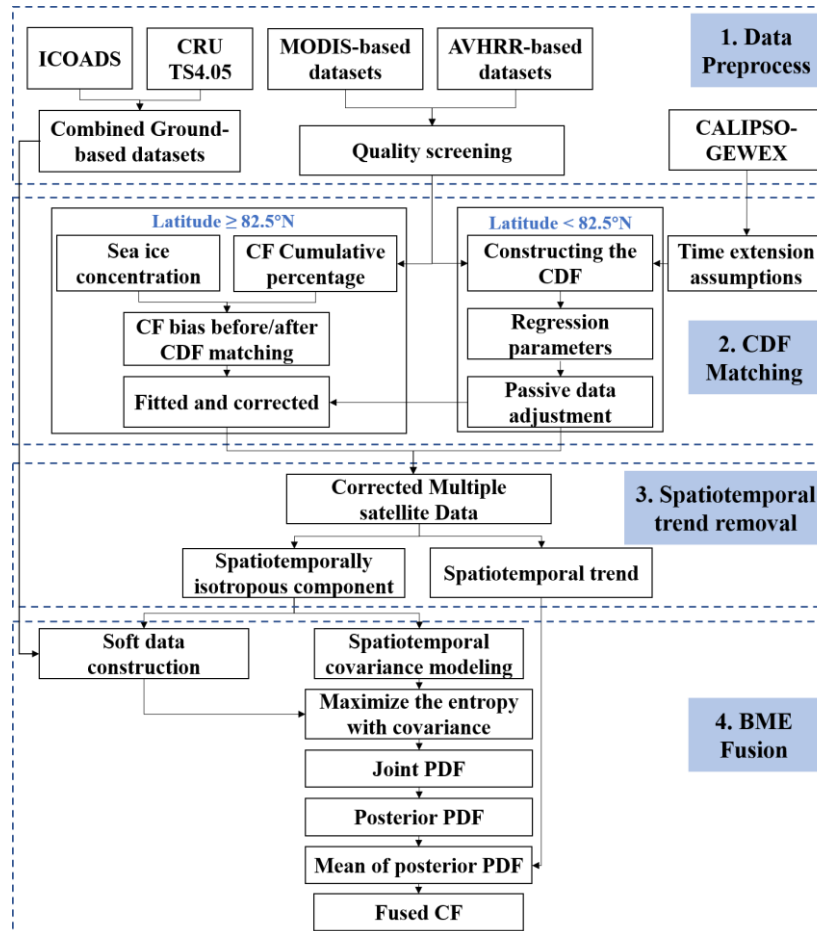 ICOADS
CRU
TS4.05
MODIS-based
datasets
AVHRR-based
datasets
1. Data
Preprocess
Combined Ground-
based datasets
Quality screening
CALIPSO-
GEWEX
Latitude ≥ 82.5°N
Latitude < 82.5°N
Sea ice
concentration
CF Cumulative
percentage
Constructing the
CDF
Time extension
assumptions
CF bias before/after
CDF matching
Regression
parameters
2. CDF
Matching
Fitted and corrected
Passive data
adjustment
Corrected Multiple
satellite Data
3. Spatiotemporal
trend removal
Spatiotemporally
isotropous component
Spatiotemporal trend
Soft data
construction
Spatiotemporal
covariance modeling
Maximize the entropy
with covariance
4. BME
Fusion
Joint PDF
Posterior PDF
Mean of posterior PDF
Fused CF